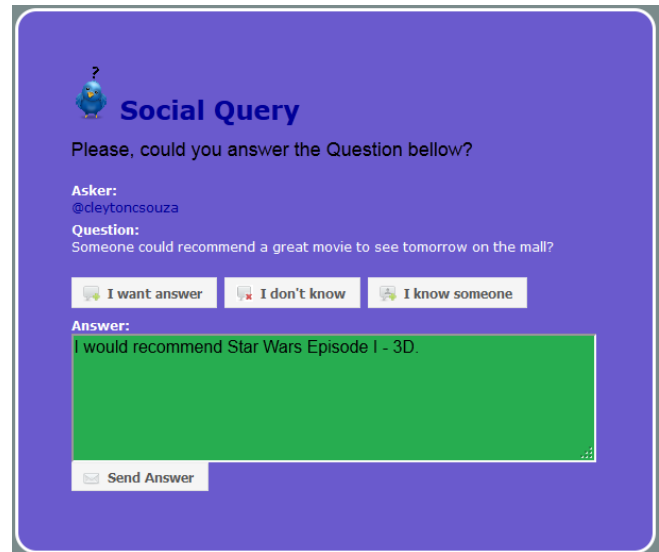 ?
Social Query
Please, could you answer the Question bellow?
Asker:
@cleytoncsouza
Question:
Someone could recommend a great movie to see tomorrow on the mall?
I want answer I don't know I know someone
Answer:
I would recommend Star Wars Episode I - 3D.
Send Answer